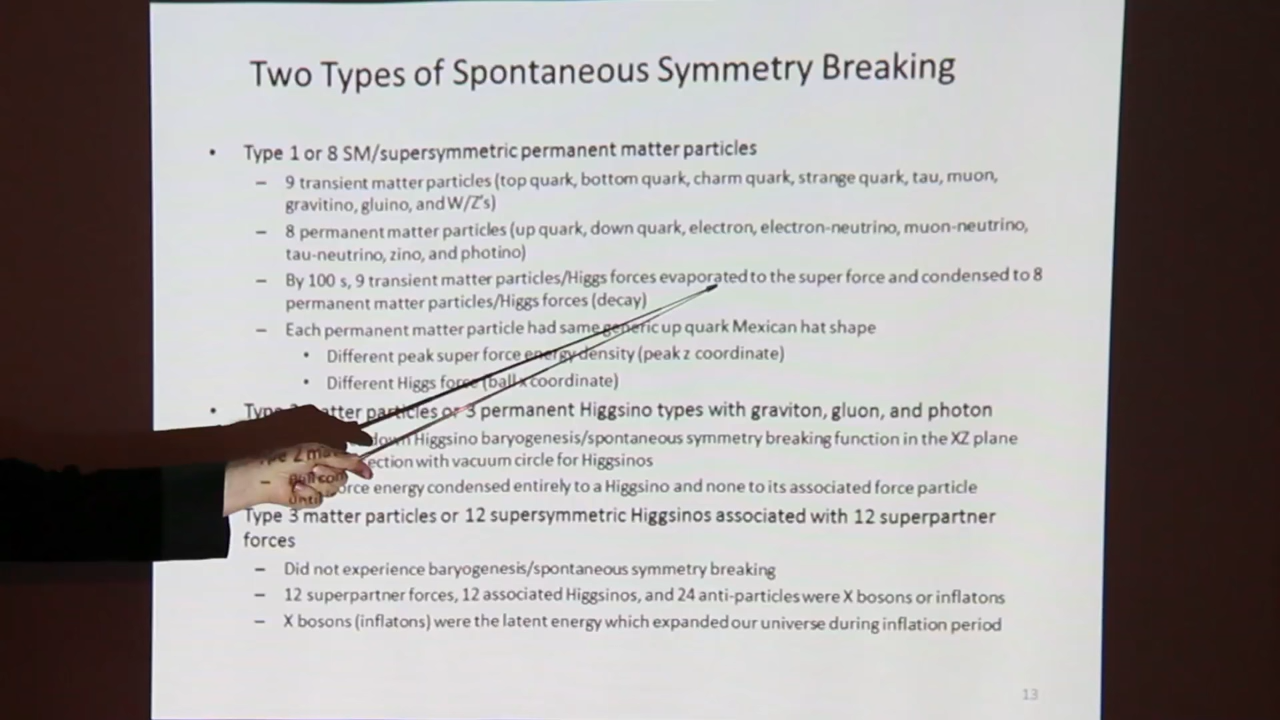 Two Types of Spontaneous Symmetry Breaking
• Type 1 or 8 SM/supersymmetric permanent matter particles
– 9 transient matter particles (top quark, bottom quark, charm quark, strange quark, tau, muon,
gravitino, gluino, and W/Z's)
– 8 permanent matter particles (up quark, down quark, electron, electron-neutrino, muon-neutrino,
tau-neutrino, zino, and photino)
– By 100 s, 9 transient matter particles/Higgs forces evaporated to the super force and condensed to 8
permanent matter particles/Higgs forces (decay)
– Each permanent matter particle had same generic up quark Mexican hat shape
• Different peak super force energy density (peak z coordinate)
• Different Higgs force (ball x coordinate)
• Type matter particles or 3 permanent Higgsino types with graviton, gluon, and photon
down Higgsino baryogenesis/spontaneous symmetry breaking function in the XZ plane
with vacuum circle for Higgsinos
– energy condensed entirely to a Higgsino and none to its associated force particle
Type 3 matter particles or 12 supersymmetric Higgsinos associated with 12 superpartner
forces
– Did not experience baryogenesis/spontaneous symmetry breaking
– 12 superpartner forces, 12 associated Higgsinos, and 24 anti-particles were X bosons or inflatons
– X bosons (inflatons) were the latent energy which expanded our universe during inflation period
13